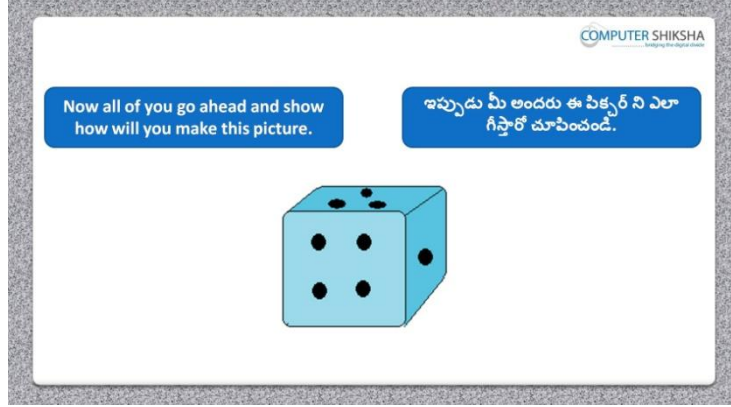 COMPUTER SHIKSHA
bridging the digital divide
Now all of you go ahead and show
how will you make this picture.
ఇప్పుడు మీ అందరు ఈ పిక్చర్ ని ఎలా
గీస్తారో చూపించండి.